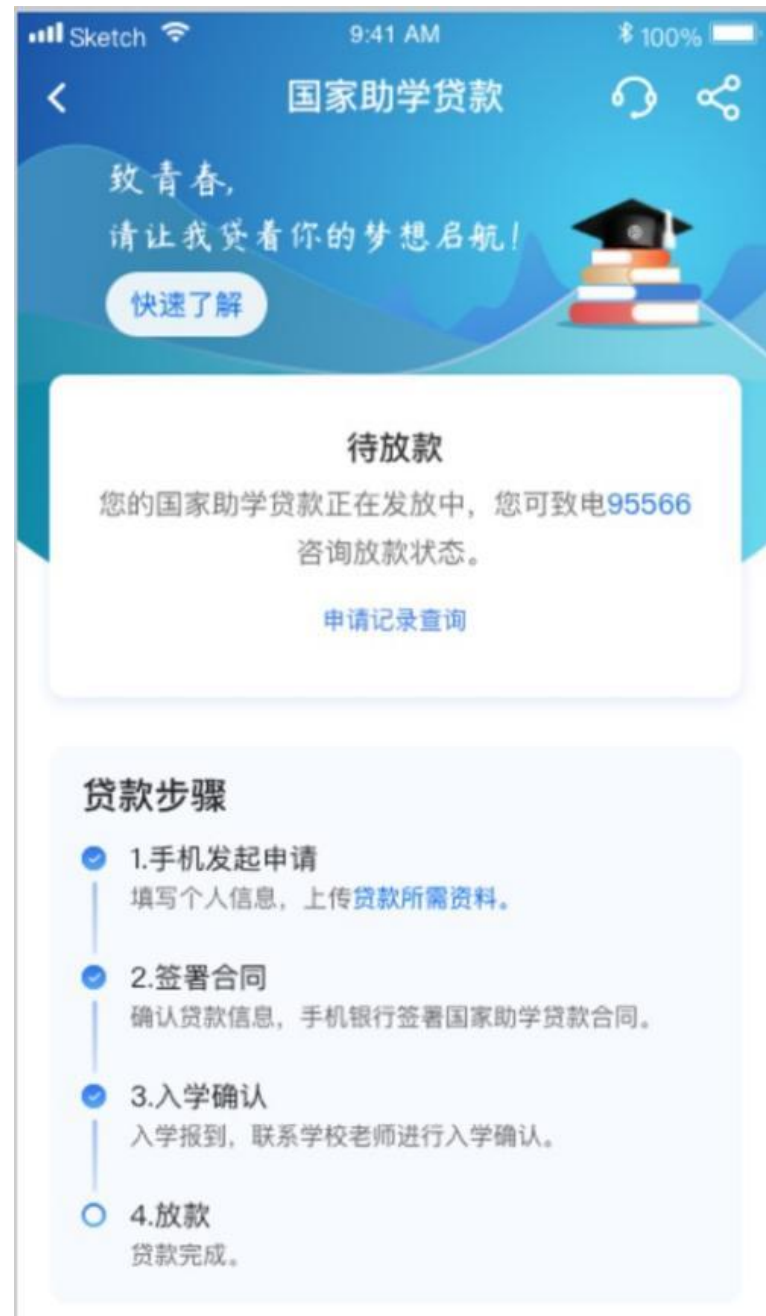 Sketch 9:41 AM 100%
国家助学贷款
致青春,
请让我贷着你的梦想启航!
快速了解
待放款
您的国家助学贷款正在发放中，您可致电95566
咨询放款状态。
申请记录查询
贷款步骤
1.手机发起申请
填写个人信息，上传贷款所需资料。
2.签署合同
确认贷款信息，手机银行签署国家助学贷款合同。
3.入学确认
入学报到，联系学校老师进行入学确认。
4.放款
贷款完成。